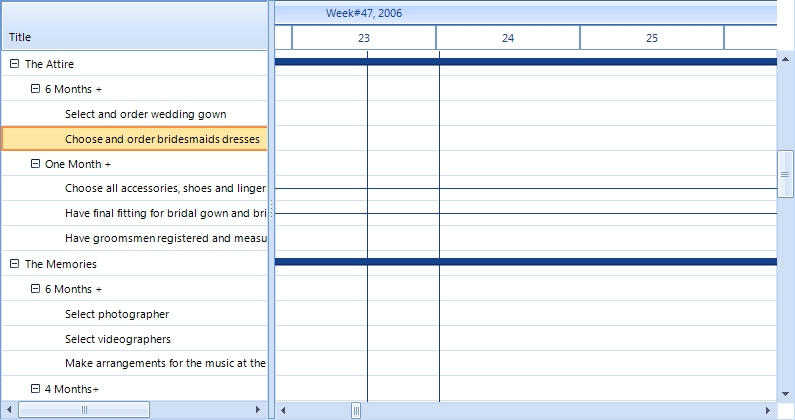 Week#47, 2006
Title
23 24 25
The Attire
6 Months +
Select and order wedding gown
Choose and order bridesmaids dresses
One Month +
Choose all accessories, shoes and linger
Have final fitting for bridal gown and bri
Have groomsmen registered and measu
The Memories
6 Months +
Select photographer
Select videographers
Make arrangements for the music at the
4 Months+